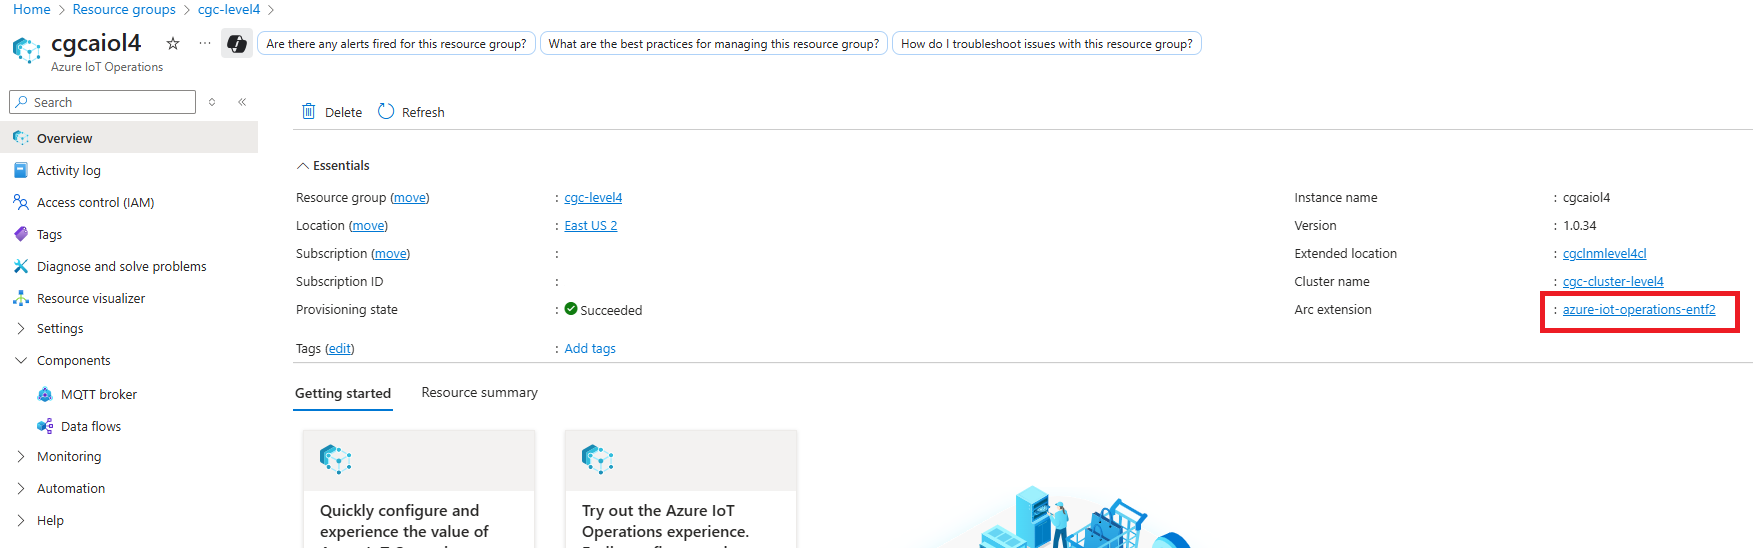 Home > Resource groups > cgc-level4 >
cgcaiol4
Azure IoT Operations
Are there any alerts fired for this resource group?
What are the best practices for managing this resource group?
How do I troubleshoot issues with this resource group?
Search
Overview
Activity log
Access control (IAM)
Tags
Diagnose and solve problems
Resource visualizer
Settings
Components
MQTT broker
Data flows
Monitoring
Automation
Help
Delete
Refresh
Essentials
Resource group (move) : cgc-level4
Location (move) : East US 2
Subscription (move) :
Subscription ID :
Provisioning state : Succeeded
Tags (edit) : Add tags
Instance name : cgcaiol4
Version : 1.0.34
Extended location : cgclnmlevel4cl
Cluster name : cgc-cluster-level4
Arc extension : azure-iot-operations-entf2
Getting started
Resource summary
Quickly configure and
experience the value of
Try out the Azure IoT
Operations experience.